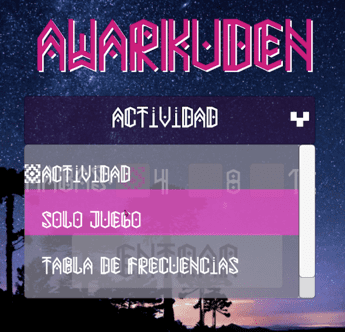 AWARKUDEN
ACTIVIDAD
ACTIVIDAD
SOLO JUEGO
TABLA DE FRECUENCIAS